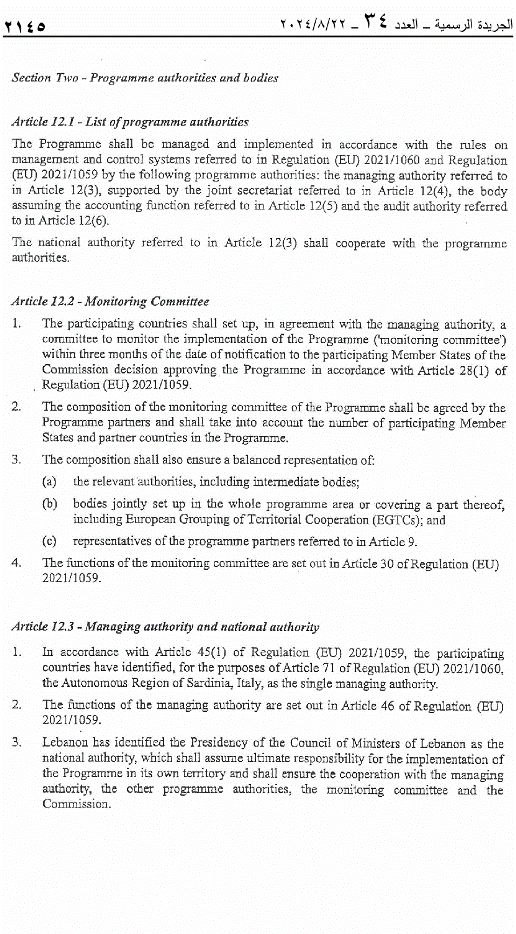 الجريدة الرسمية ــ العدد ٣٤ ــ ٢٠٢٤/٨/٢٢
٢١٤٥
Section Two - Programme authorities and bodies
Article 12.1 - List of programme authorities
The Programme shall be managed and implemented in accordance with the rules on
management and control systems referred to in Regulation (EU) 2021/1060 and Regulation
(EU) 2021/1059 by the following programme authorities: the managing authority referred to
in Article 12(3), supported by the joint secretariat referred to in Article 12(4), the body
assuming the accounting function referred to in Article 12(5) and the audit authority referred
to in Article 12(6).
The national authority referred to in Article 12(3) shall cooperate with the programme
authorities.
Article 12.2 - Monitoring Committee
1. The participating countries shall set up, in agreement with the managing authority, a
committee to monitor the implementation of the Programme ('monitoring committee')
within three months of the date of notification to the participating Member States of the
Commission decision approving the Programme in accordance with Article 28(1) of
Regulation (EU) 2021/1059.
2. The composition of the monitoring committee of the Programme shall be agreed by the
Programme partners and shall take into account the number of participating Member
States and partner countries in the Programme.
3. The composition shall also ensure a balanced representation of:
(a) the relevant authorities, including intermediate bodies;
(b) bodies jointly set up in the whole programme area or covering a part thereof,
including European Grouping of Territorial Cooperation (EGTCs); and
(c) representatives of the programme partners referred to in Article 9.
4. The functions of the monitoring committee are set out in Article 30 of Regulation (EU)
2021/1059.
Article 12.3 - Managing authority and national authority
1. In accordance with Article 45(1) of Regulation (EU) 2021/1059, the participating
countries have identified, for the purposes of Article 71 of Regulation (EU) 2021/1060,
the Autonomous Region of Sardinia, Italy, as the single managing authority.
2. The functions of the managing authority are set out in Article 46 of Regulation (EU)
2021/1059.
3. Lebanon has identified the Presidency of the Council of Ministers of Lebanon as the
national authority, which shall assume ultimate responsibility for the implementation of
the Programme in its own territory and shall ensure the cooperation with the managing
authority, the other programme authorities, the monitoring committee and the
Commission.